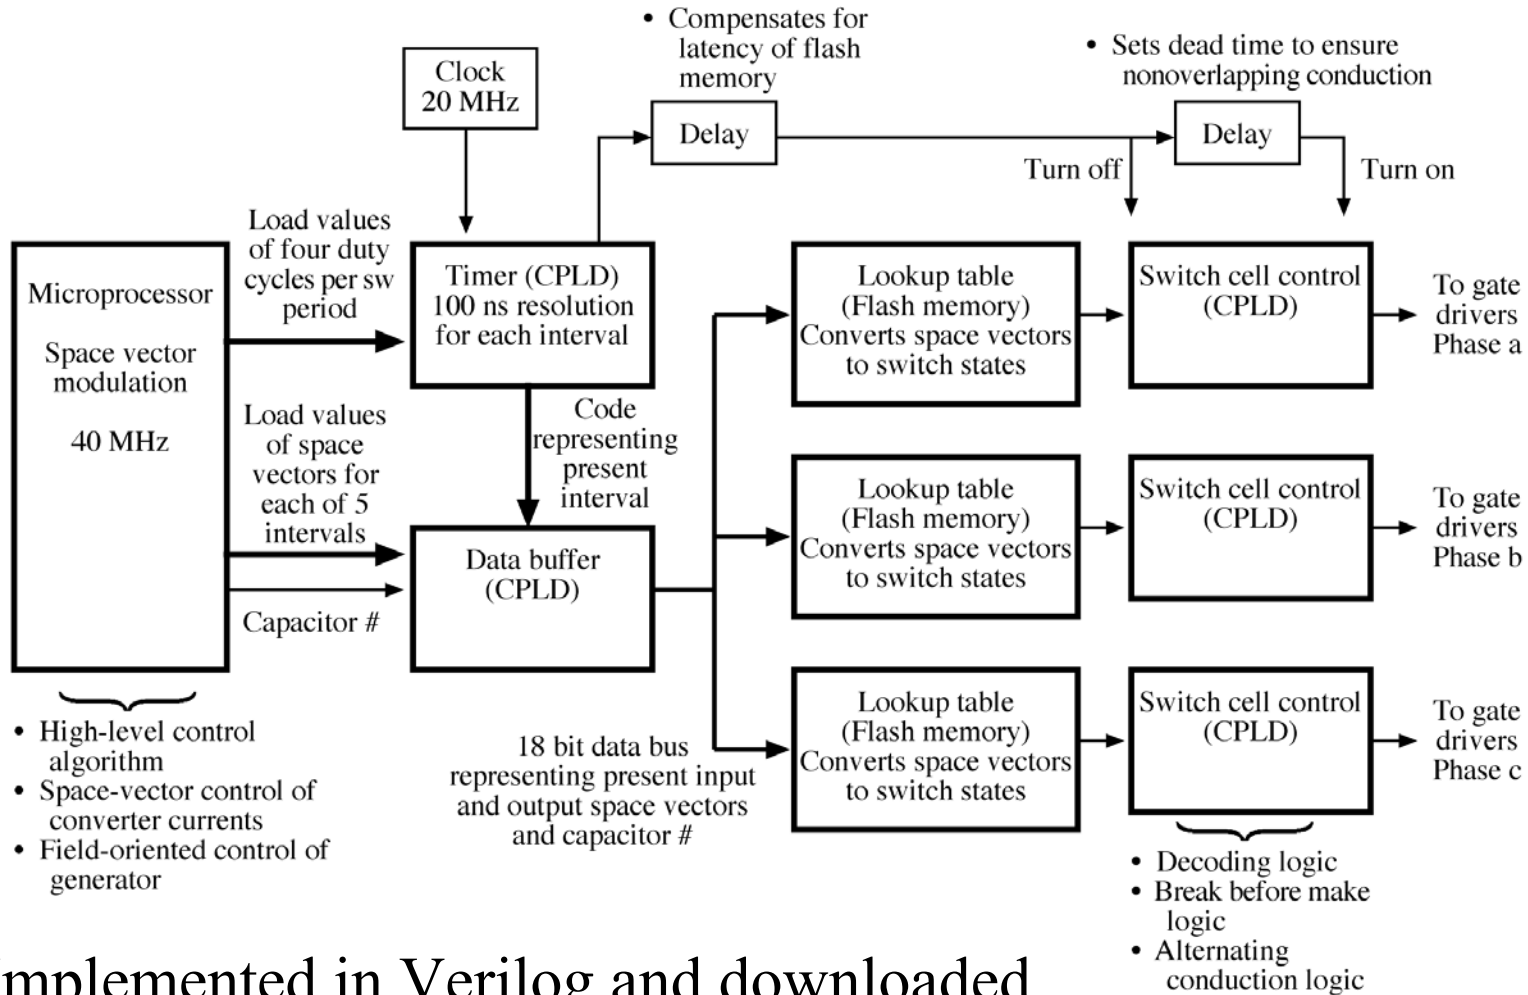 • Compensates for
latency of flash
memory
• Sets dead time to ensure
nonoverlapping conduction
Clock
20 MHz
Delay
Delay
Turn off
Turn on
Load values
of four duty
cycles per sw
period
Microprocessor
Space vector
modulation
40 MHz
Timer (CPLD)
100 ns resolution
for each interval
Lookup table
(Flash memory)
Converts space vectors
to switch states
Switch cell control
(CPLD)
To gate
drivers
Phase a
Load values
of space
vectors for
each of 5
intervals
Code
representing
present
interval
Capacitor #
Data buffer
(CPLD)
Lookup table
(Flash memory)
Converts space vectors
to switch states
Switch cell control
(CPLD)
To gate
drivers
Phase b
18 bit data bus
representing present input
and output space vectors
and capacitor #
Lookup table
(Flash memory)
Converts space vectors
to switch states
Switch cell control
(CPLD)
To gate
drivers
Phase c
• High-level control
algorithm
• Space-vector control of
converter currents
• Field-oriented control of
generator
• Decoding logic
• Break before make
logic
• Alternating
conduction logic
implemented in Verilog and downloaded